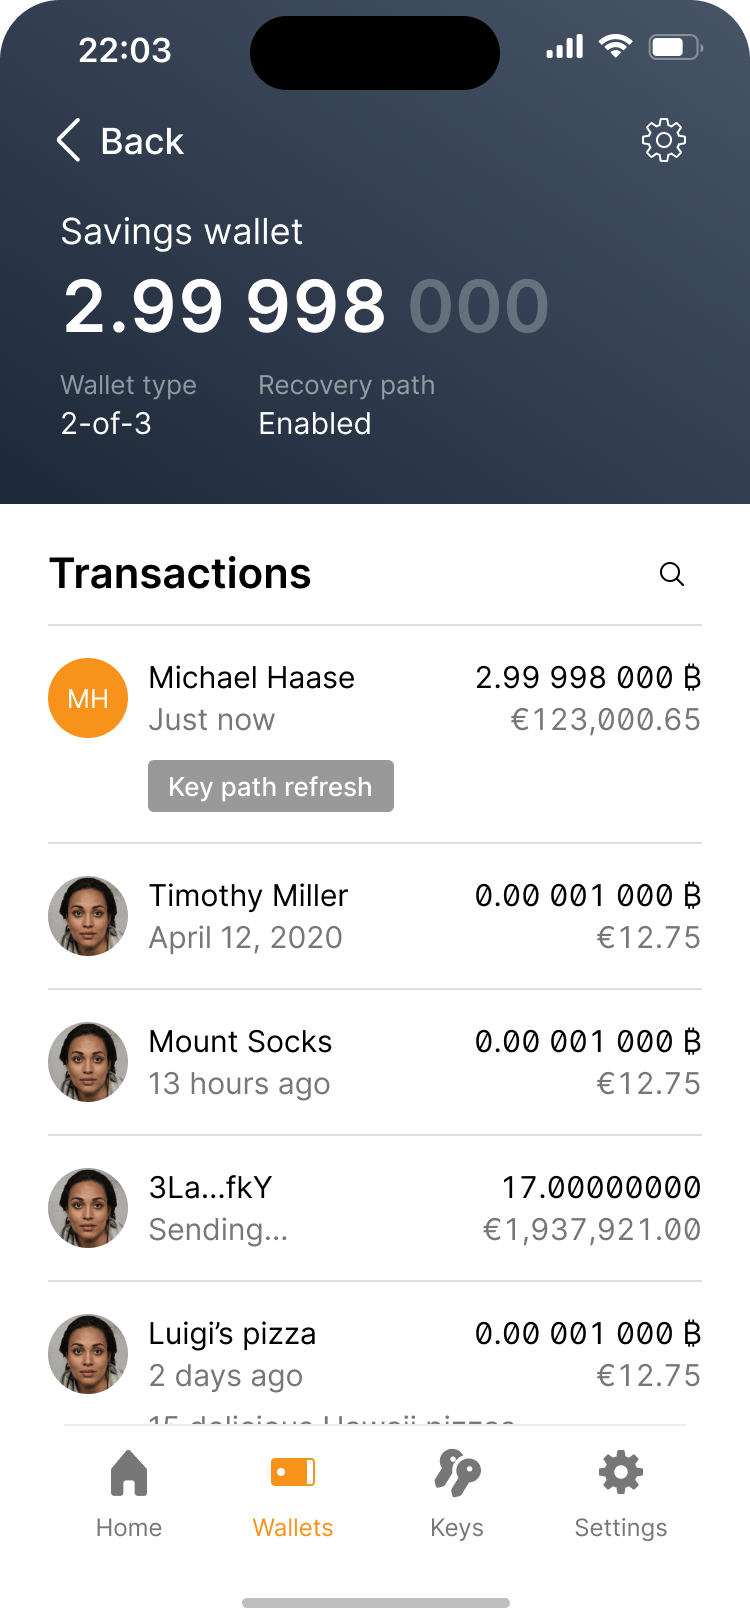 22:03
Back
Savings wallet
2.99 998 000
Wallet type Recovery path
2-of-3 Enabled
Transactions
MH Michael Haase 2.99 998 000 ₿
Just now €123,000.65
Key path refresh
Timothy Miller 0.00 001 000 ₿
April 12, 2020 €12.75
Mount Socks 0.00 001 000 ₿
13 hours ago €12.75
3La...fkY 17.00000000
Sending... €1,937,921.00
Luigi’s pizza 0.00 001 000 ₿
2 days ago €12.75
15 delicious Hawaii pizzas
Home Wallets Keys Settings